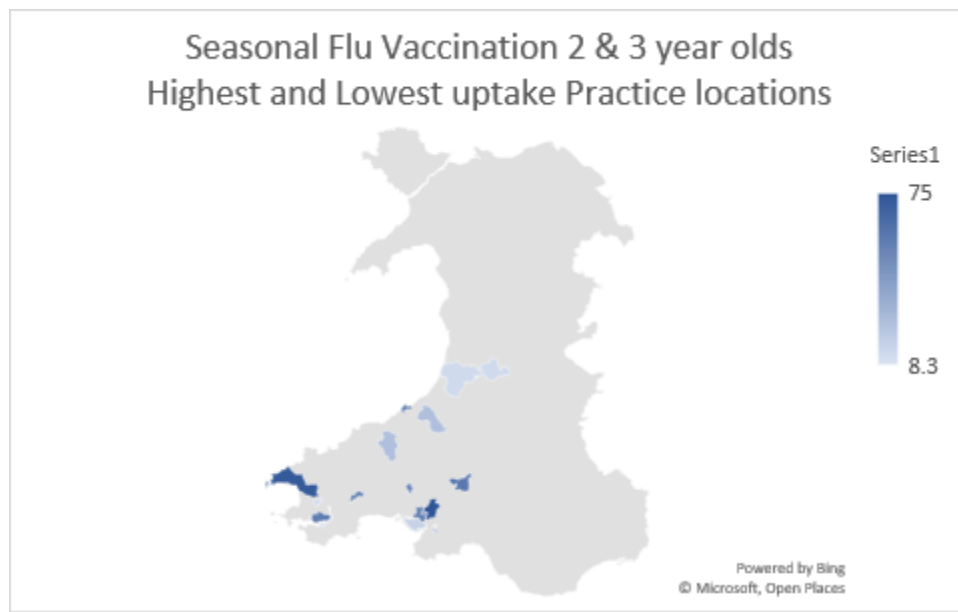 Seasonal Flu Vaccination 2 & 3 year olds
Highest and Lowest uptake Practice locations
Series1
75
8.3
Powered by Bing
© Microsoft, Open Places